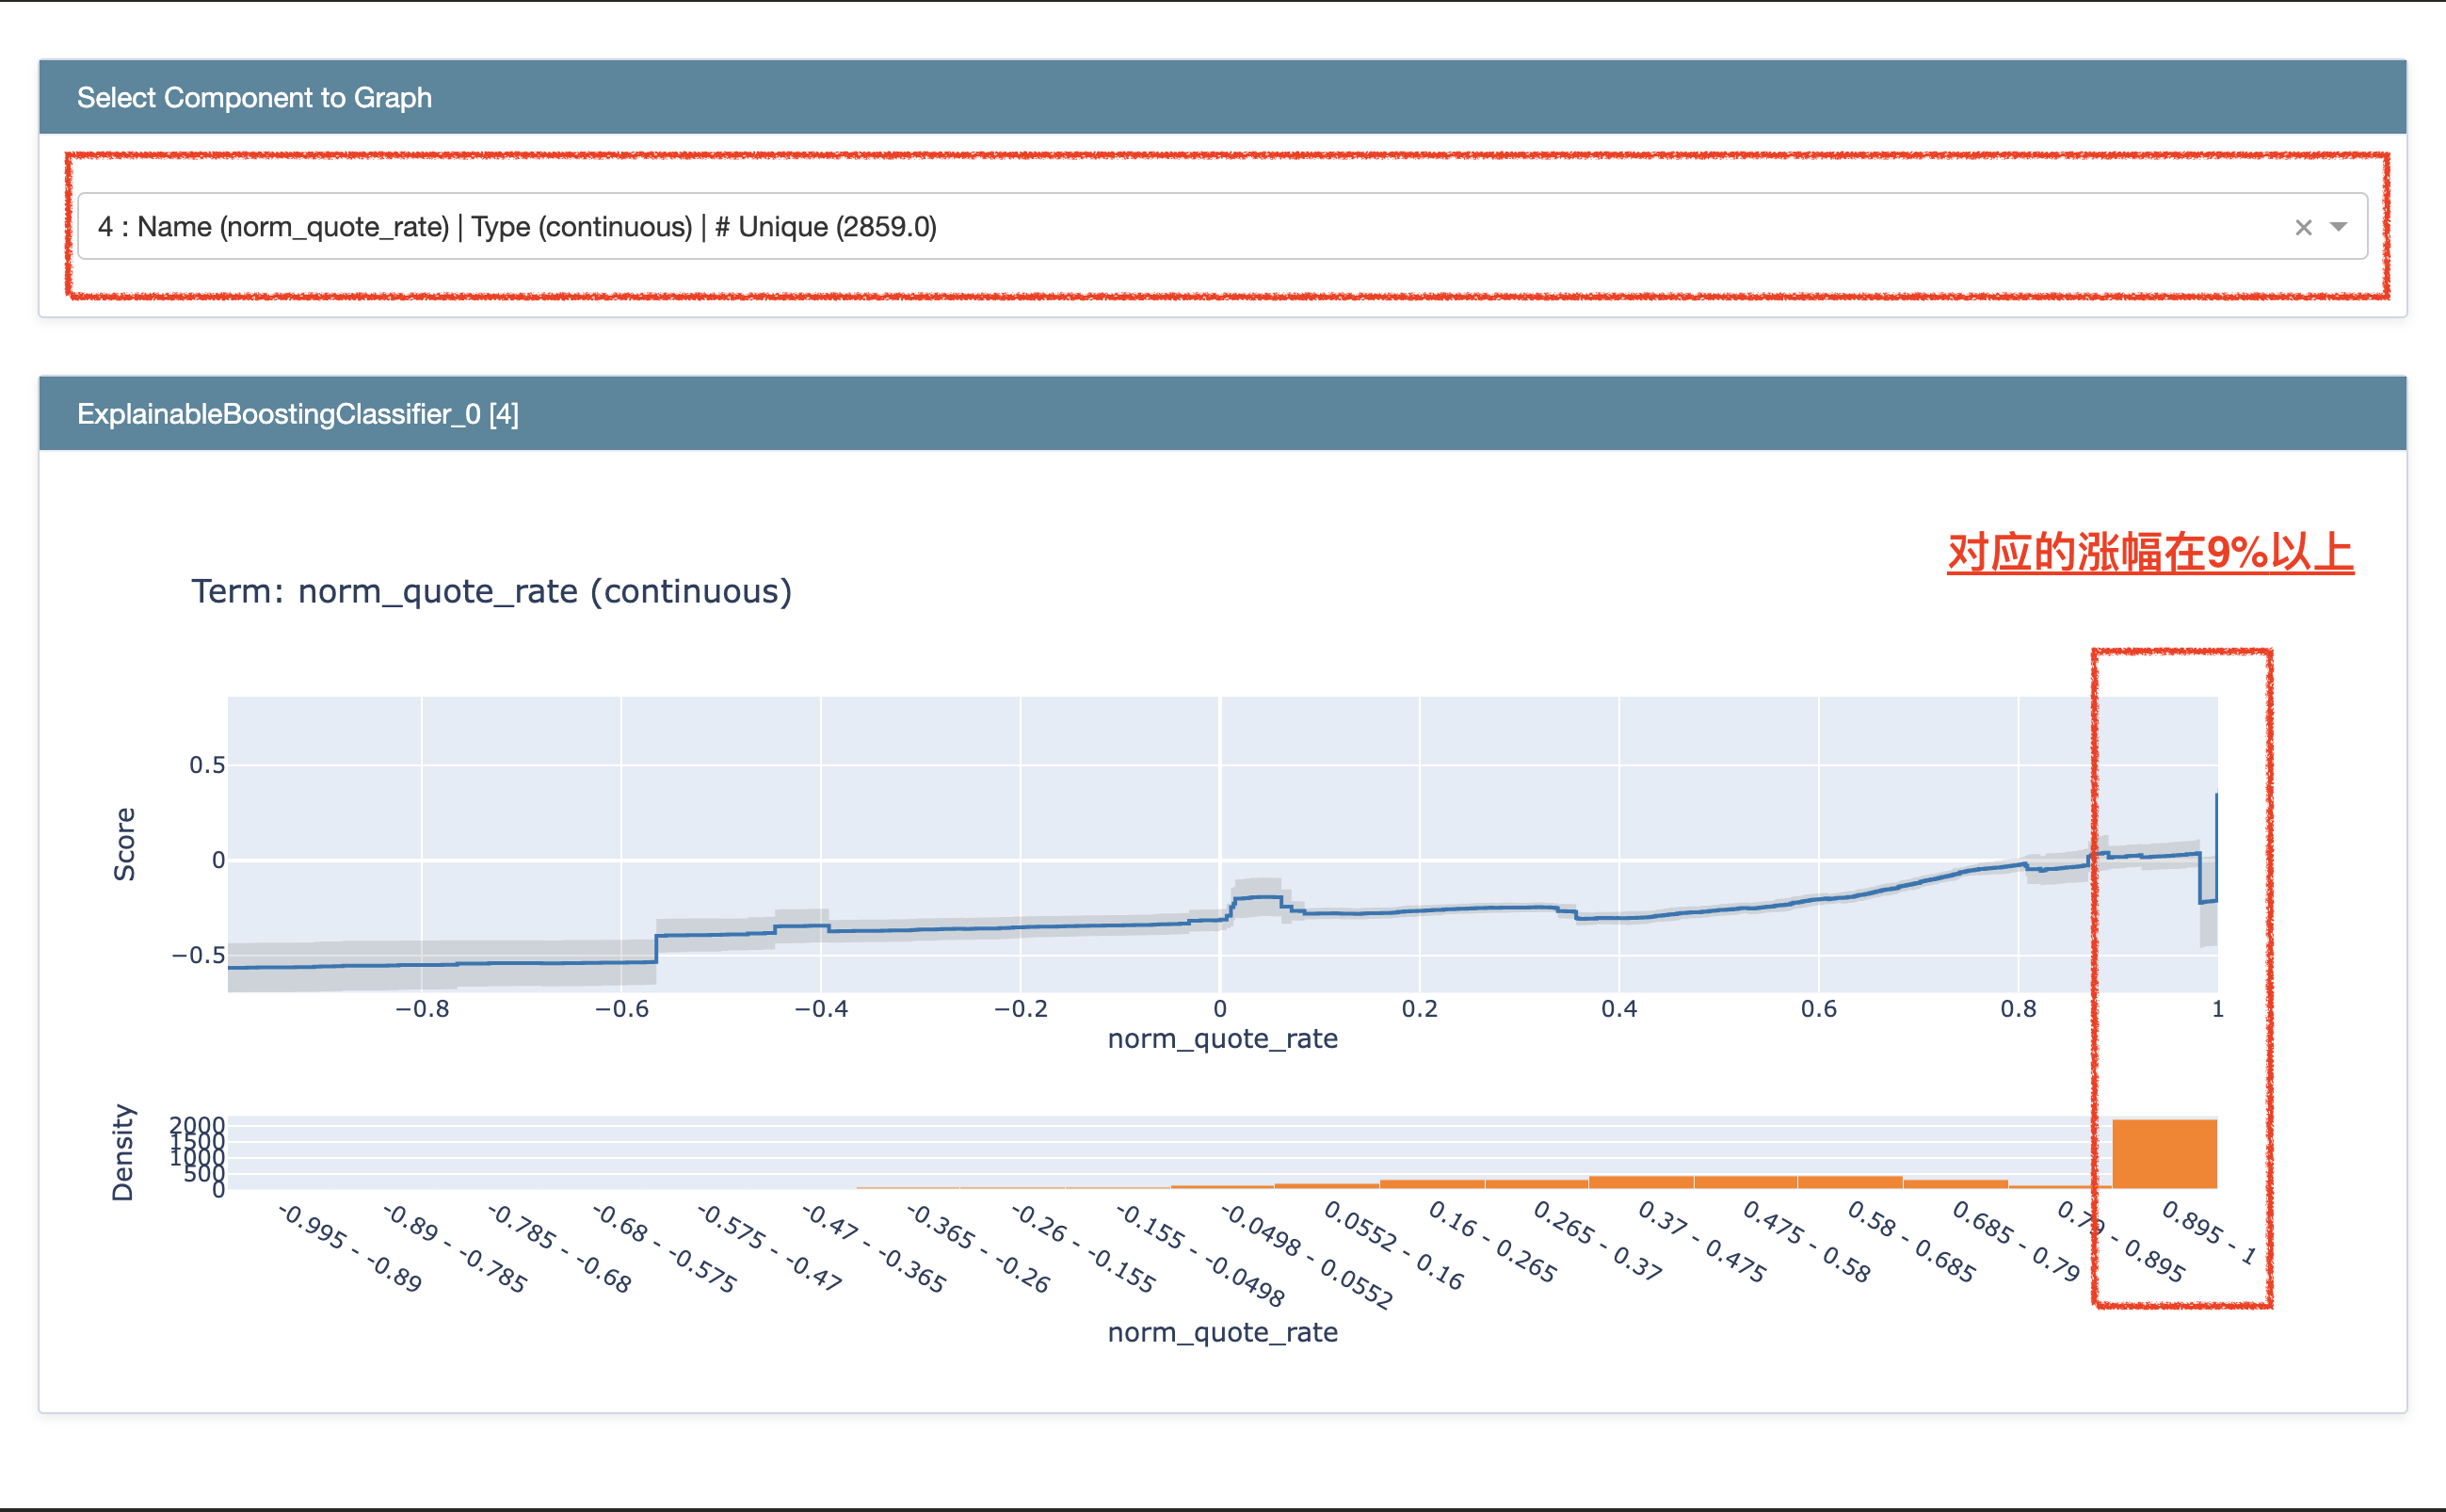 Select Component to Graph
4 : Name (norm_quote_rate) | Type (continuous) | # Unique (2859.0)
ExplainableBoostingClassifier_0 [4]
对应的涨幅在9%以上
Term: norm_quote_rate (continuous)
0.5
0
−0.5
Score
−0.8
−0.6
−0.4
−0.2
0
0.2
0.4
0.6
0.8
1
norm_quote_rate
2000
1500
1000
500
0
Density
-0.995 - -0.89
-0.89 - -0.785
-0.785 - -0.68
-0.68 - -0.575
-0.575 - -0.47
-0.47 - -0.365
-0.365 - -0.26
-0.26 - -0.155
-0.155 - -0.0498
-0.0498 - 0.0552
0.0552 - 0.16
0.16 - 0.265
0.265 - 0.37
0.37 - 0.475
0.475 - 0.58
0.58 - 0.685
0.685 - 0.79
0.79 - 0.895
0.895 - 1
norm_quote_rate